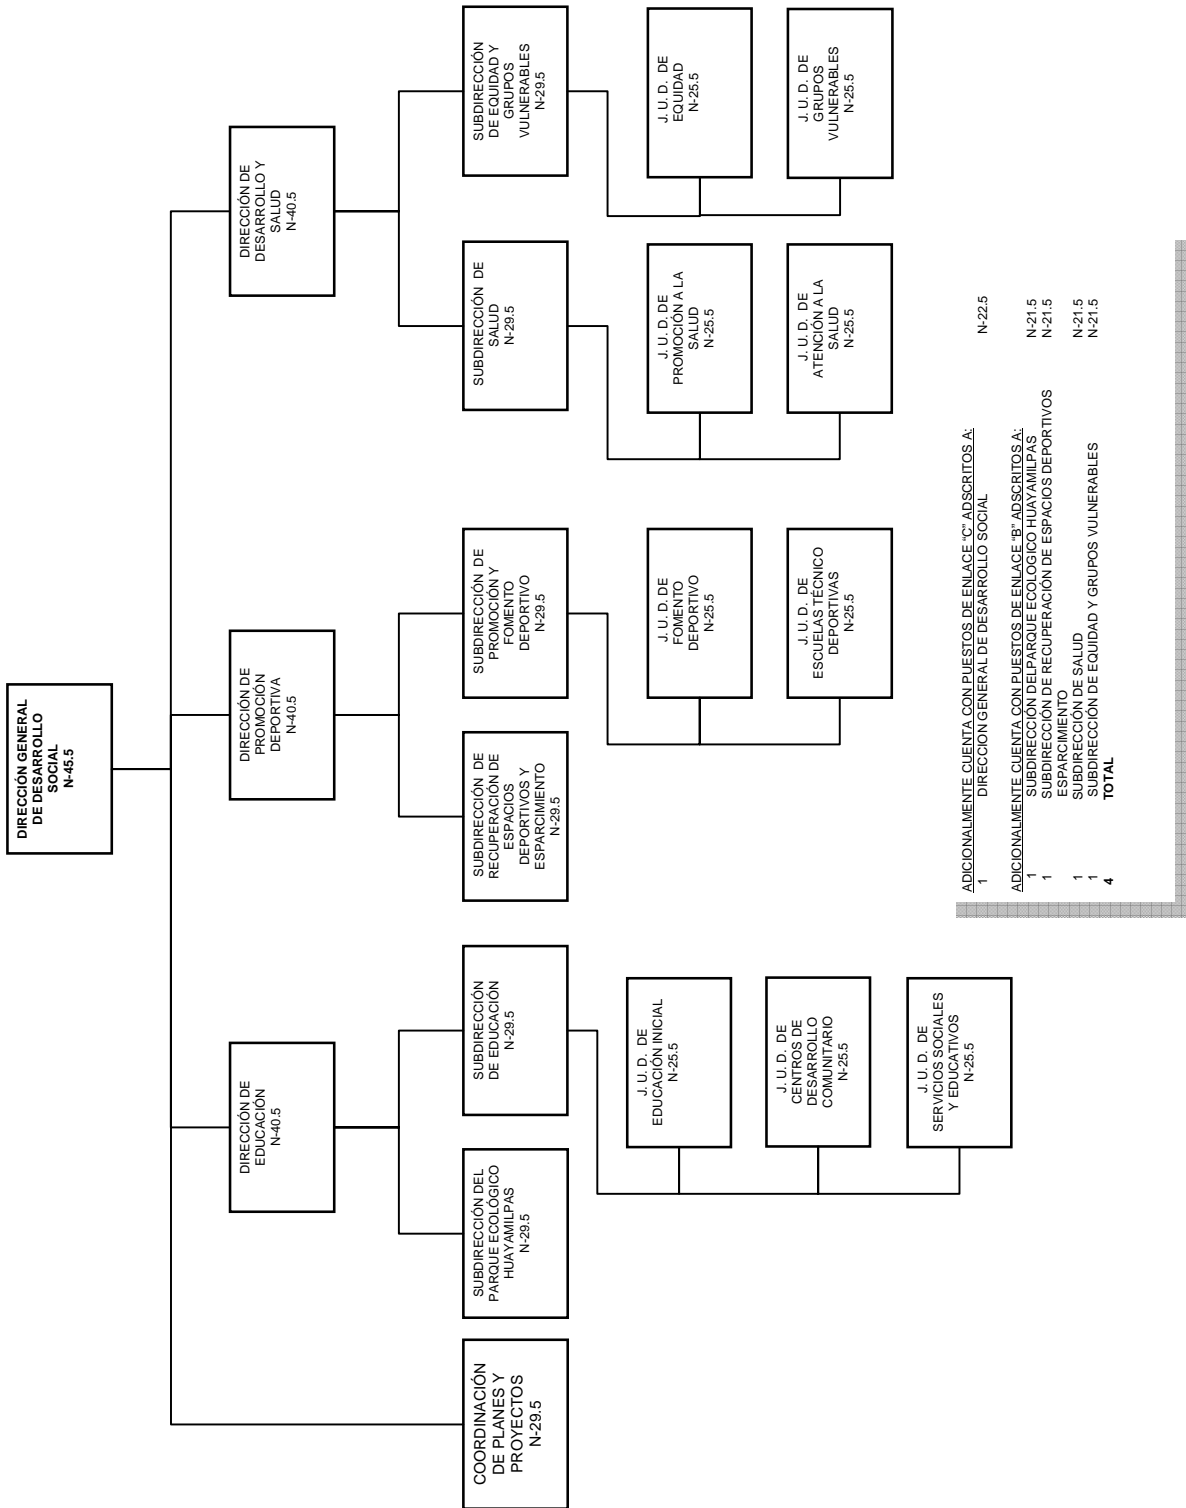 DIRECCIÓN GENERAL
DE DESARROLLO
SOCIAL
N-45.5
DIRECCIÓN DE
EDUCACIÓN
N-40.5
DIRECCIÓN DE
PROMOCIÓN
DEPORTIVA
N-40.5
DIRECCIÓN DE
DESARROLLO Y
SALUD
N-40.5
COORDINACIÓN
DE PLANES Y
PROYECTOS
N-29.5
SUBDIRECCIÓN DEL
PARQUE ECOLÓGICO
HUAYAMILPAS
N-29.5
SUBDIRECCIÓN
DE EDUCACIÓN
N-29.5
SUBDIRECCIÓN DE
RECUPERACIÓN DE
ESPACIOS
DEPORTIVOS Y
ESPARCIMIENTO
N-29.5
SUBDIRECCIÓN DE
PROMOCIÓN Y
FOMENTO
DEPORTIVO
N-29.5
SUBDIRECCIÓN DE
SALUD
N-29.5
SUBDIRECCIÓN
DE EQUIDAD Y
GRUPOS
VULNERABLES
N-29.5
J. U. D. DE
EDUCACIÓN INICIAL
N-25.5
J. U. D. DE
CENTROS DE
DESARROLLO
COMUNITARIO
N-25.5
J. U. D. DE
SERVICIOS SOCIALES
Y EDUCATIVOS
N-25.5
J. U. D. DE
FOMENTO
DEPORTIVO
N-25.5
J. U. D. DE
ESCUELAS TÉCNICO
DEPORTIVAS
N-25.5
J. U. D. DE
PROMOCIÓN A LA
SALUD
N-25.5
J. U. D. DE
ATENCIÓN A LA
SALUD
N-25.5
J. U. D. DE
EQUIDAD
N-25.5
J. U. D. DE
GRUPOS
VULNERABLES
N-25.5
ADICIONALMENTE CUENTA CON PUESTOS DE ENLACE “C” ADSCRITOS A:
1 DIRECCION GENERAL DE DESARROLLO SOCIAL N-22.5
ADICIONALMENTE CUENTA CON PUESTOS DE ENLACE “B” ADSCRITOS A:
1 SUBDIRECCIÓN DELPARQUE ECOLOGICO HUAYAMILPAS N-21.5
1 SUBDIRECCIÓN DE RECUPERACIÓN DE ESPACIOS DEPORTIVOS N-21.5
ESPARCIMIENTO
1 SUBDIRECCIÓN DE SALUD N-21.5
1 SUBDIRECCIÓN DE EQUIDAD Y GRUPOS VULNERABLES N-21.5
4 TOTAL